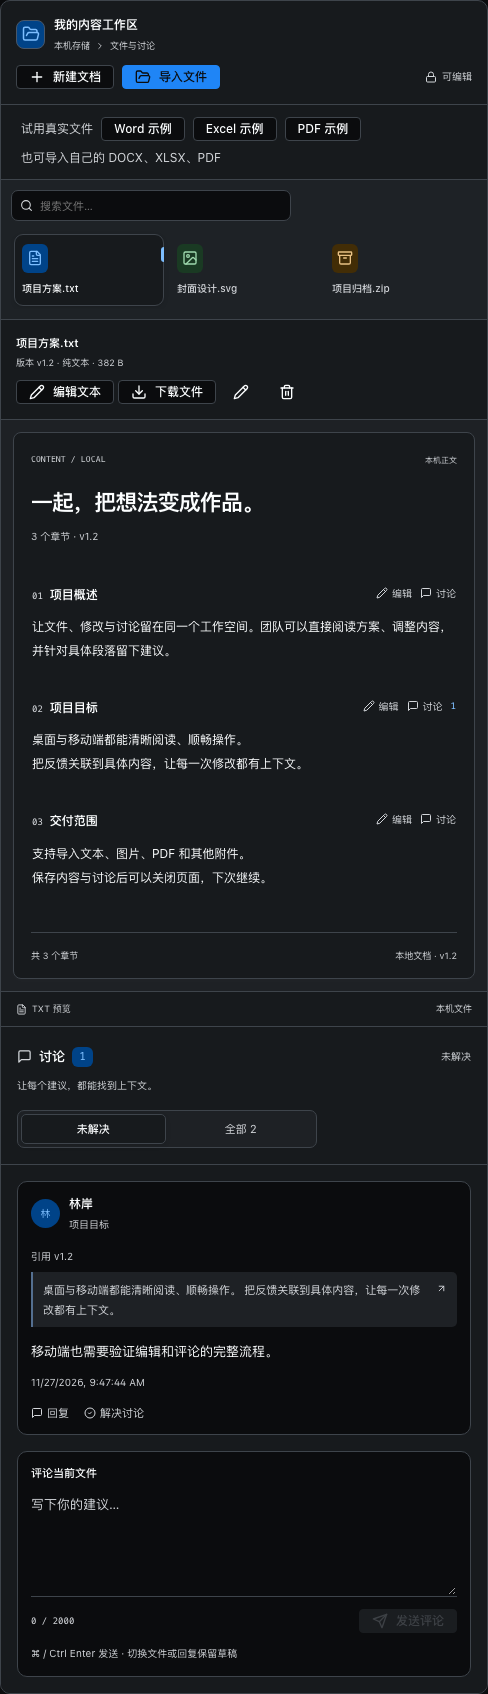 我的内容工作区
本机存储 > 文件与讨论
新建文档 导入文件 可编辑
试用真实文件 Word 示例 Excel 示例 PDF 示例
也可导入自己的 DOCX、XLSX、PDF
搜索文件...
项目方案.txt 封面设计.svg 项目归档.zip
项目方案.txt
版本 v1.2 · 纯文本 · 382 B
编辑文本 下载文件
CONTENT / LOCAL 本机正文
一起，把想法变成作品。
3 个章节 · v1.2
01 项目概述 编辑 讨论
让文件、修改与讨论留在同一个工作空间。团队可以直接阅读方案、调整内容，
并针对具体段落留下建议。
02 项目目标 编辑 讨论 1
桌面与移动端都能清晰阅读、顺畅操作。
把反馈关联到具体内容，让每一次修改都有上下文。
03 交付范围 编辑 讨论
支持导入文本、图片、PDF 和其他附件。
保存内容与讨论后可以关闭页面，下次继续。
共 3 个章节 本地文档 · v1.2
TXT 预览 本机文件
讨论 1 未解决
让每个建议，都能找到上下文。
未解决 全部 2
林 林岸
项目目标
引用 v1.2
桌面与移动端都能清晰阅读、顺畅操作。 把反馈关联到具体内容，让每一次修
改都有上下文。
移动端也需要验证编辑和评论的完整流程。
11/27/2026, 9:47:44 AM
回复 解决讨论
评论当前文件
写下你的建议...
0 / 2000 发送评论
⌘ / Ctrl Enter 发送 · 切换文件或回复保留草稿